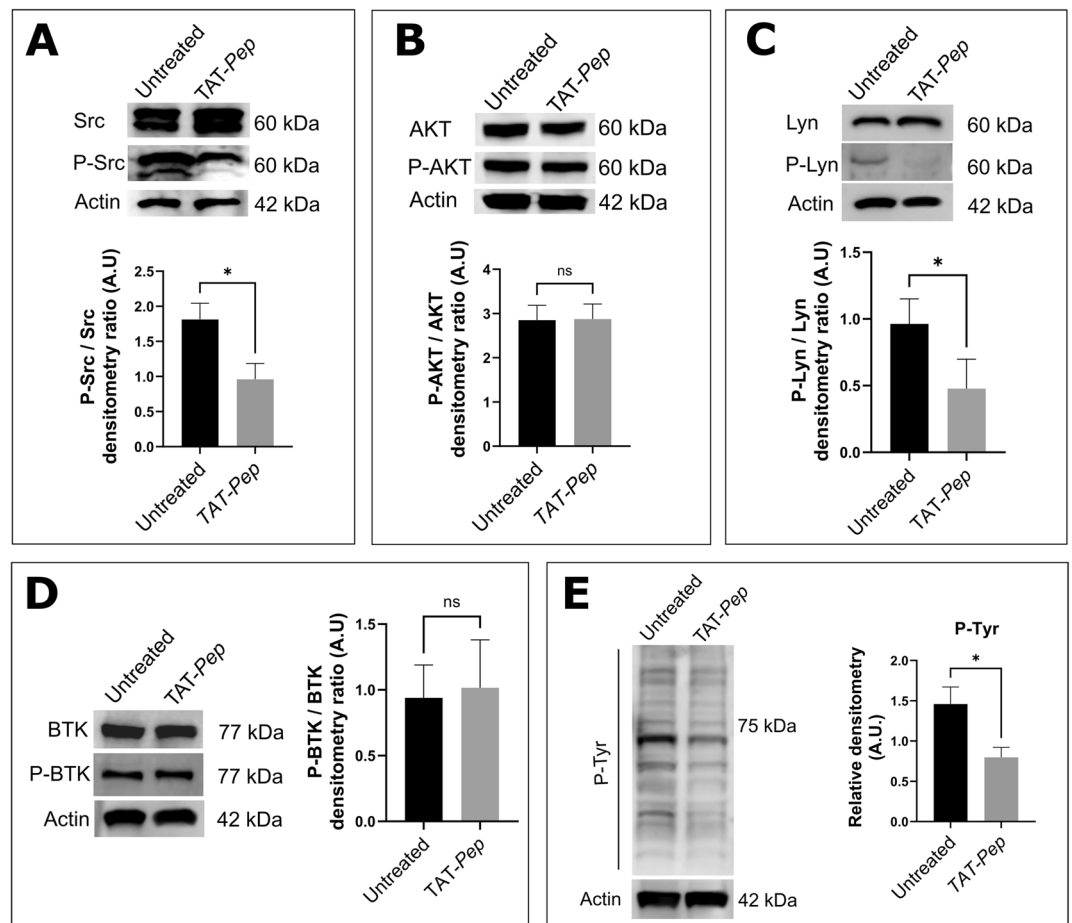 A
Untreated
TAT-Pep
Src
60 kDa
P-Src
60 kDa
Actin
42 kDa
P-Src / Src
densitometry ratio (A.U)
2.5
2.0
1.5
1.0
0.5
0.0
*
Untreated
TAT-Pep
B
Untreated
TAT-Pep
AKT
60 kDa
P-AKT
60 kDa
Actin
42 kDa
P-AKT / AKT
densitometry ratio (A.U)
4
3
2
1
0
ns
Untreated
TAT-Pep
C
Untreated
TAT-Pep
Lyn
60 kDa
P-Lyn
60 kDa
Actin
42 kDa
P-Lyn / Lyn
densitometry ratio (A.U)
1.5
1.0
0.5
0.0
*
Untreated
TAT-Pep
D
Untreated
TAT-Pep
BTK
77 kDa
P-BTK
77 kDa
Actin
42 kDa
P-BTK / BTK
densitometry ratio (A.U)
1.5
1.0
0.5
0.0
ns
Untreated
TAT-Pep
E
Untreated
TAT-Pep
P-Tyr
75 kDa
Actin
42 kDa
P-Tyr
Relative densitometry
(A.U.)
2.0
1.5
1.0
0.5
0.0
*
Untreated
TAT-Pep